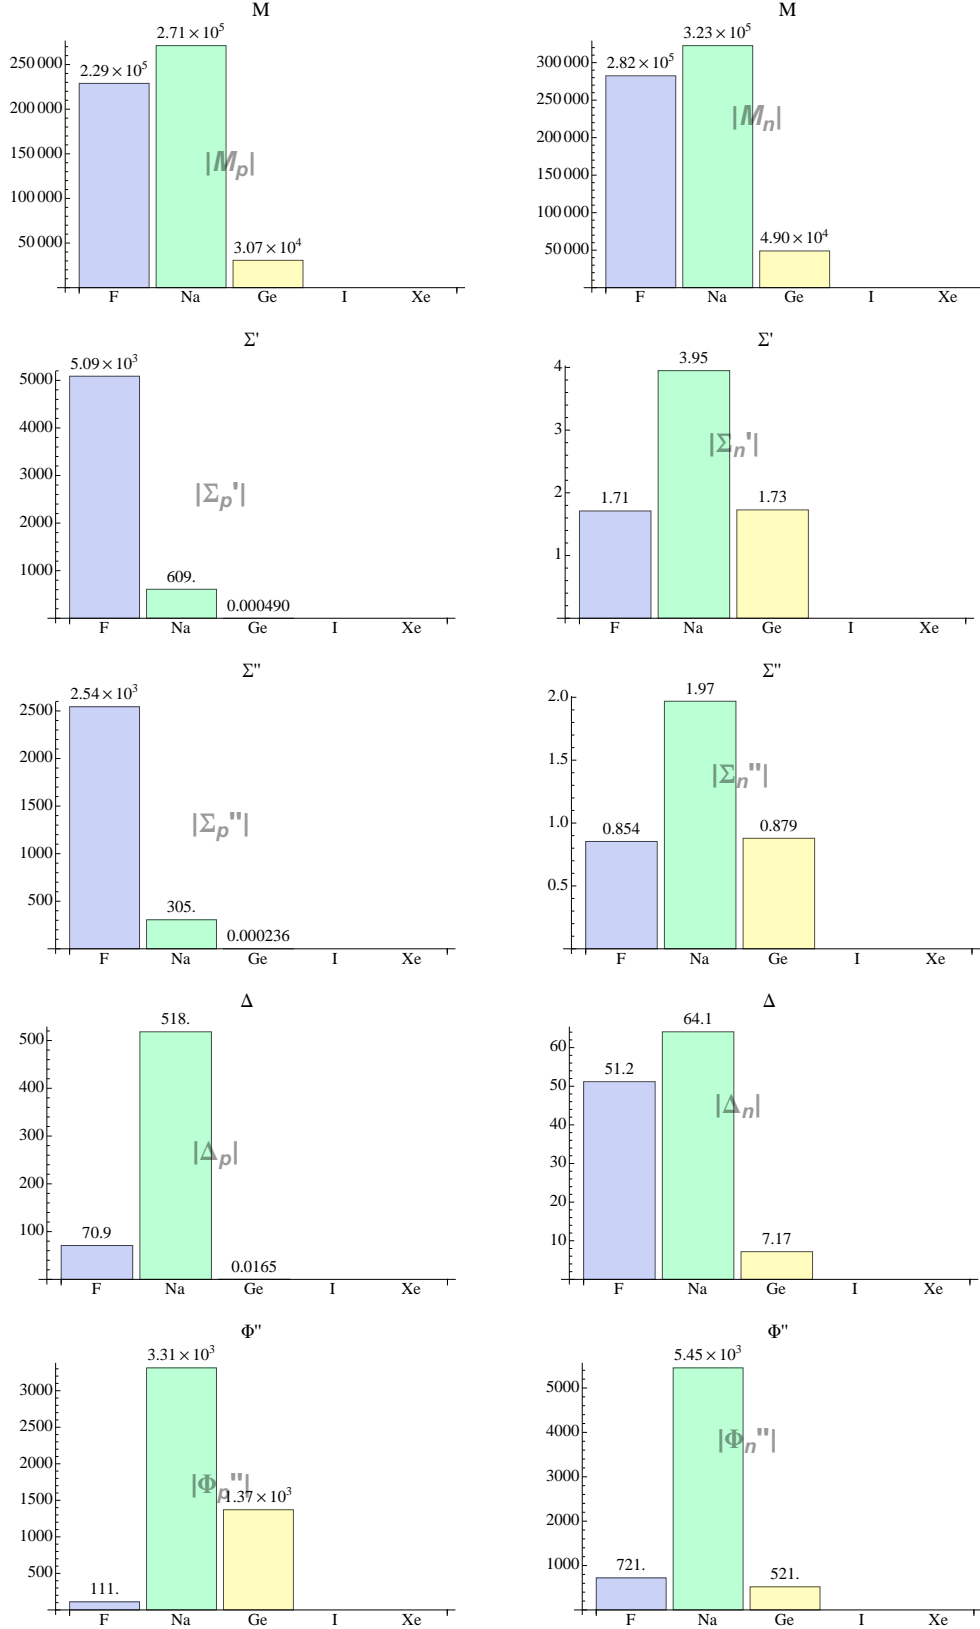 M
2.71 × 10^5
250 000
2.29 × 10^5
200 000
150 000
|M_p|
100 000
50 000
3.07 × 10^4
F Na Ge I Xe
M
3.23 × 10^5
300 000
2.82 × 10^5
250 000
|M_n|
200 000
150 000
100 000
50 000
4.90 × 10^4
F Na Ge I Xe
Σ'
5.09 × 10^3
5000
4000
3000
|Σ_p'|
2000
1000
609.
0.000490
F Na Ge I Xe
Σ'
4
3.95
3
|Σ_n'|
2
1.71
1.73
1
F Na Ge I Xe
Σ''
2.54 × 10^3
2500
2000
1500
|Σ_p''|
1000
500
305.
0.000236
F Na Ge I Xe
Σ''
2.0
1.97
1.5
|Σ_n''|
1.0
0.854
0.879
0.5
F Na Ge I Xe
Δ
518.
500
400
300
|Δ_p|
200
100
70.9
0.0165
F Na Ge I Xe
Δ
64.1
60
51.2
50
|Δ_n|
40
30
20
10
7.17
F Na Ge I Xe
Φ''
3.31 × 10^3
3000
2500
2000
|Φ_p''|
1500
1.37 × 10^3
1000
500
111.
F Na Ge I Xe
Φ''
5.45 × 10^3
5000
4000
|Φ_n''|
3000
2000
1000
721.
521.
F Na Ge I Xe